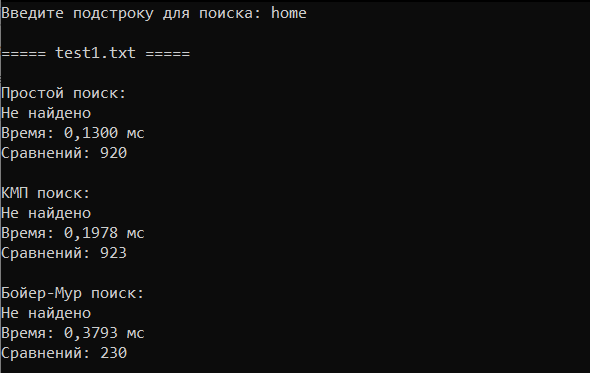 Введите подстроку для поиска: home
===== test1.txt =====
Простой поиск:
Не найдено
Время: 0,1300 мс
Сравнений: 920
КМП поиск:
Не найдено
Время: 0,1978 мс
Сравнений: 923
Бойер-Мур поиск:
Не найдено
Время: 0,3793 мс
Сравнений: 230